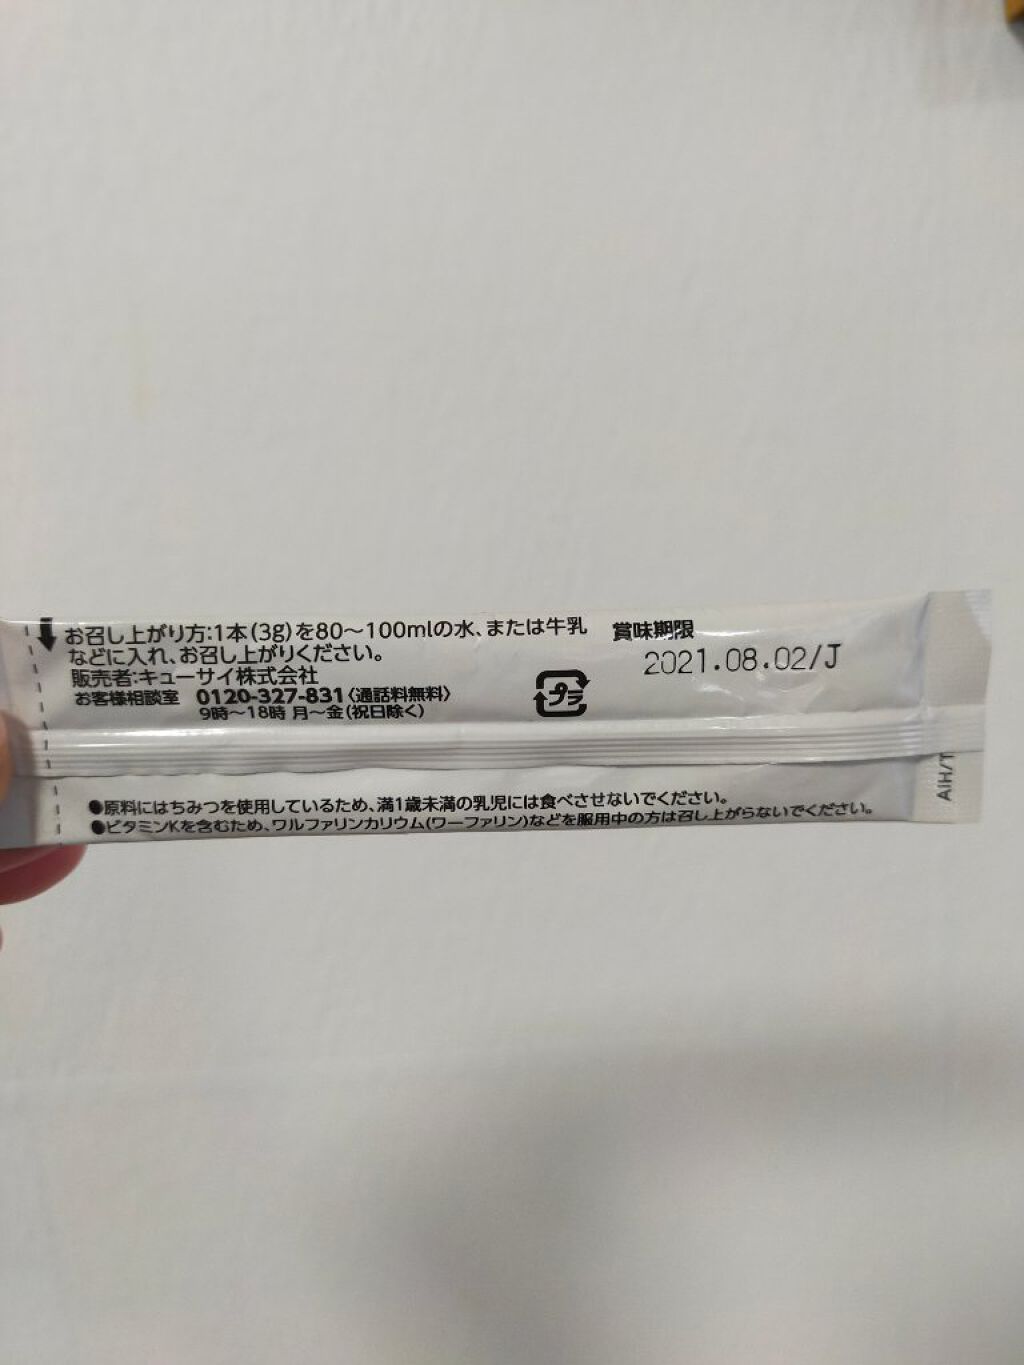 お召し上がり方:1本(3g)を80～100mlの水、または牛乳
などに入れ、お召し上がりください。
販売者:キューサイ株式会社
お客様相談室 0120-327-831〈通話料無料〉
9時～18時 月～金(祝日除く)
プラ
賞味期限
2021.08.02/J
AIH/T
●原料にはちみつを使用しているため、満1歳未満の乳児には食べさせないでください。
●ビタミンKを含むため、ワルファリンカリウム(ワーファリン)などを服用中の方は召し上がらないでください。